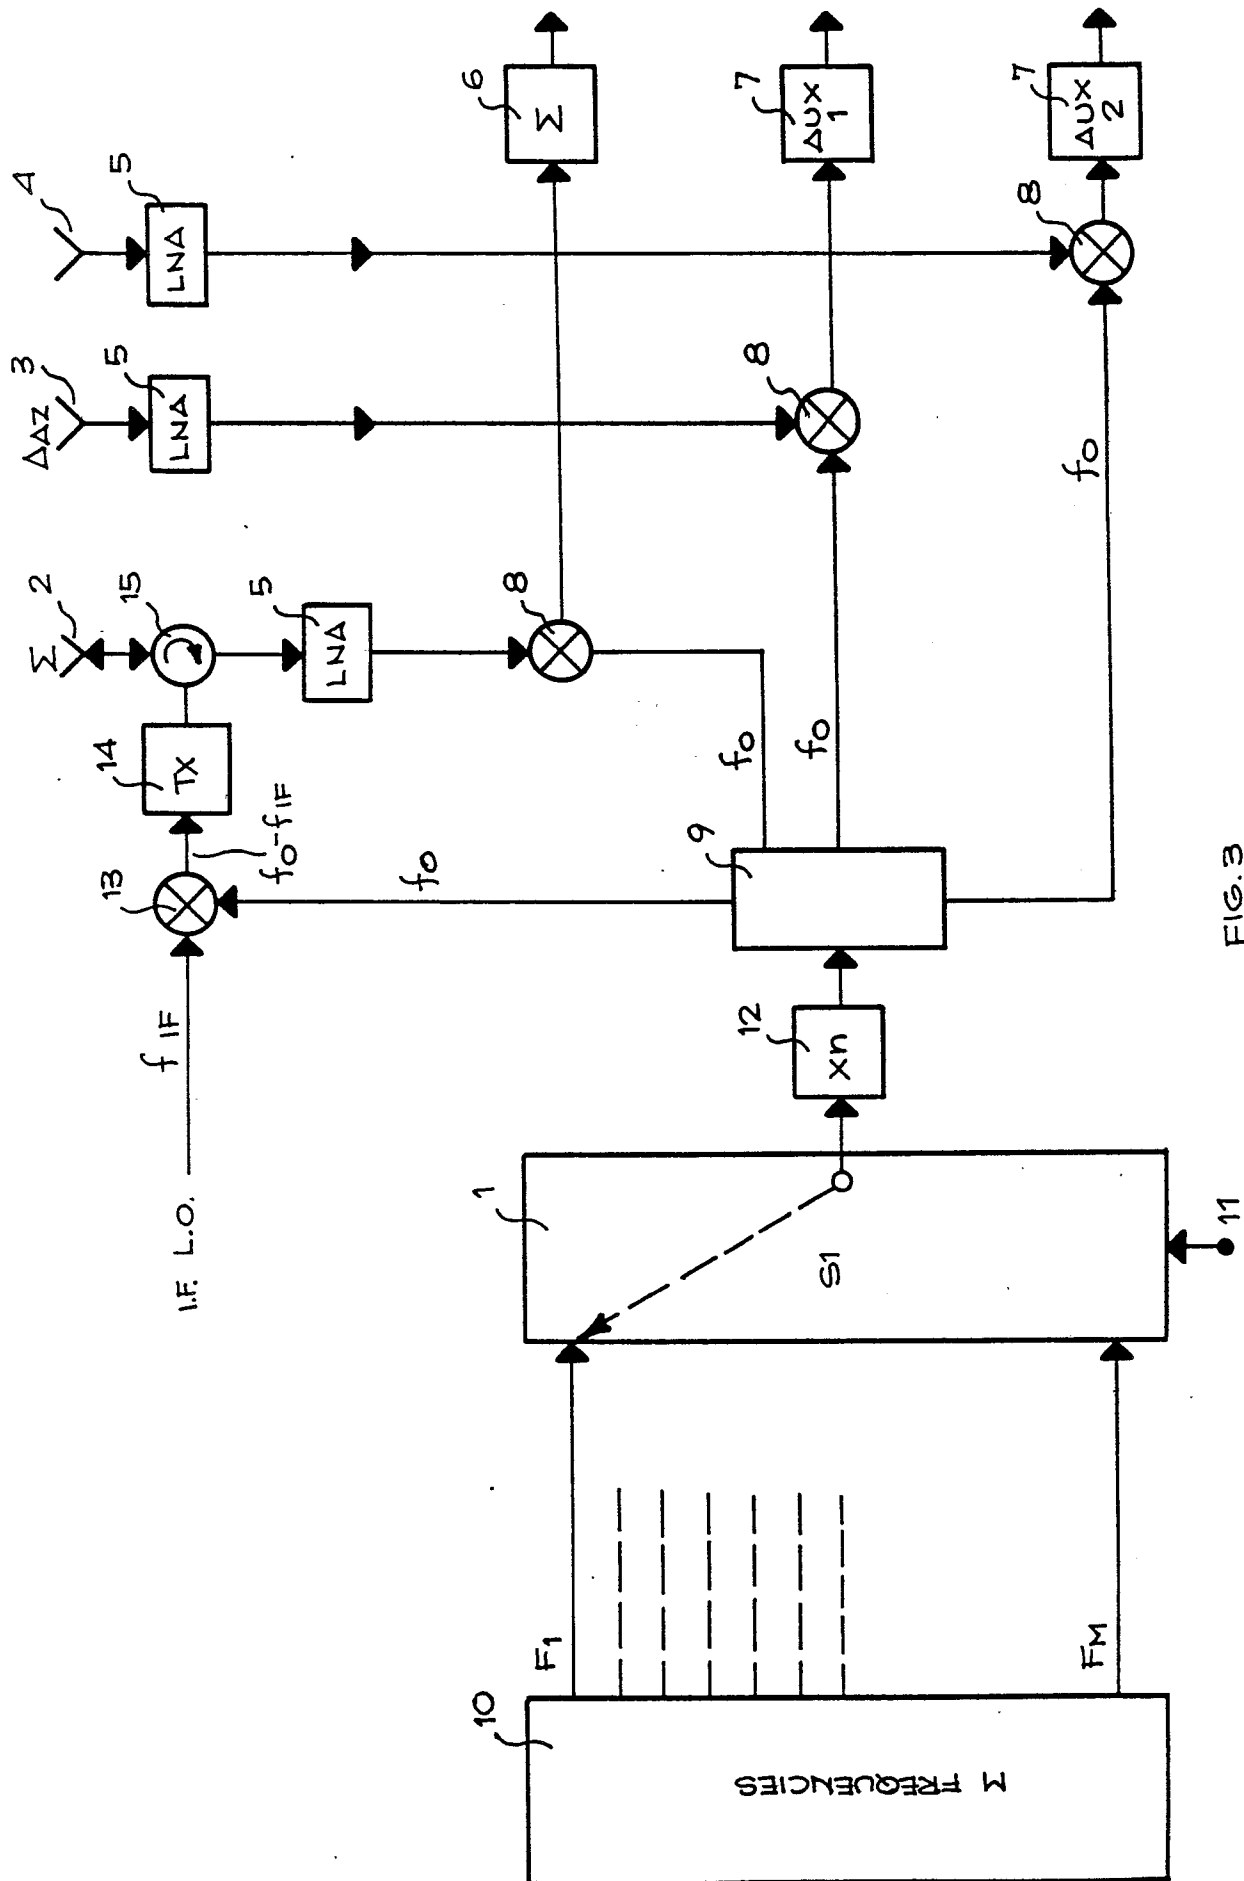 4
5
LNA
6
Σ
7
AUX
1
7
AUX
2
8
ΔAZ
3
5
LNA
8
fo
Σ
2
15
5
LNA
8
14
TX
fo
fo
13
fo-fIF
fo
9
I.F. L.O.
fIF
12
xn
1
S1
11
F1
FM
10
M FREQUENCIES
FIG. 3